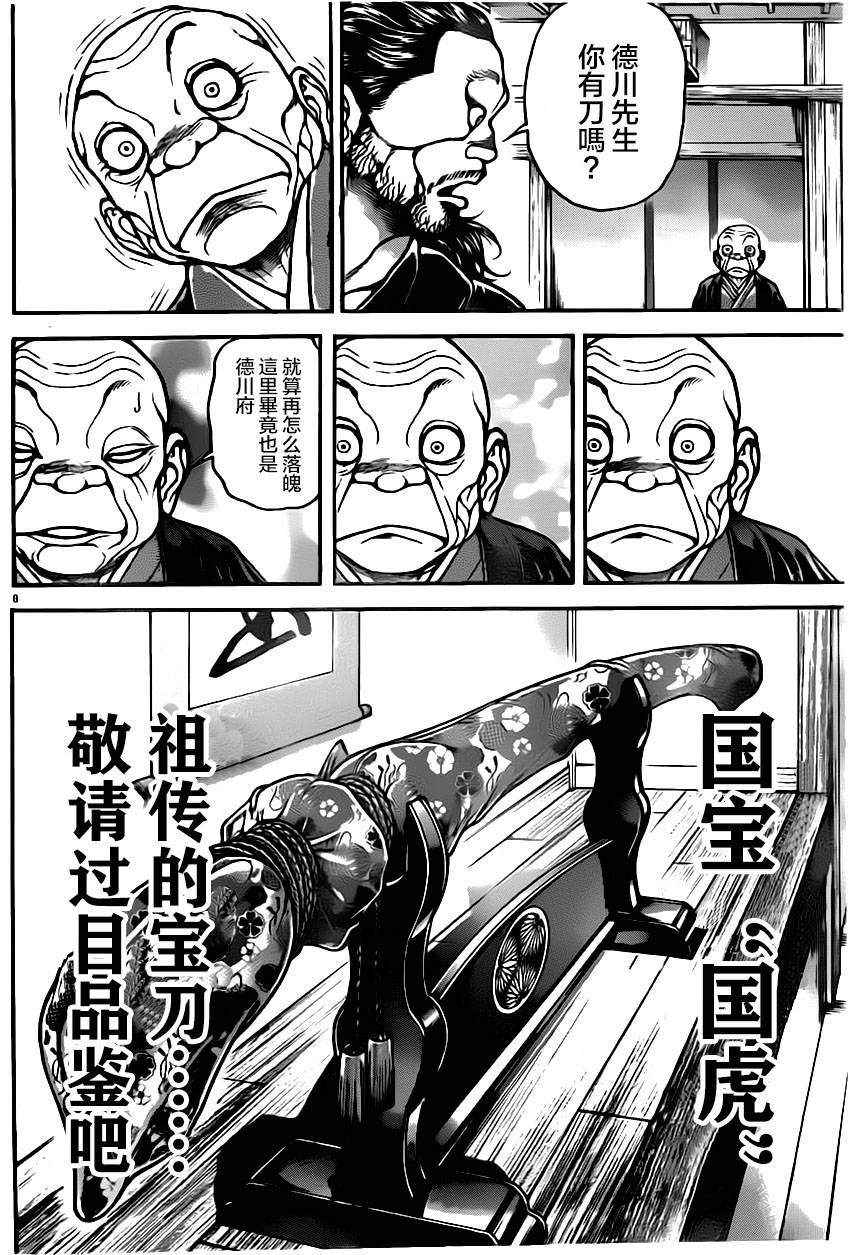 德川先生
你有刀嗎？
就算再怎么落魄
這里畢竟也是
德川府
8
国宝“国虎”
祖传的宝刀……
敬请过目品鉴吧